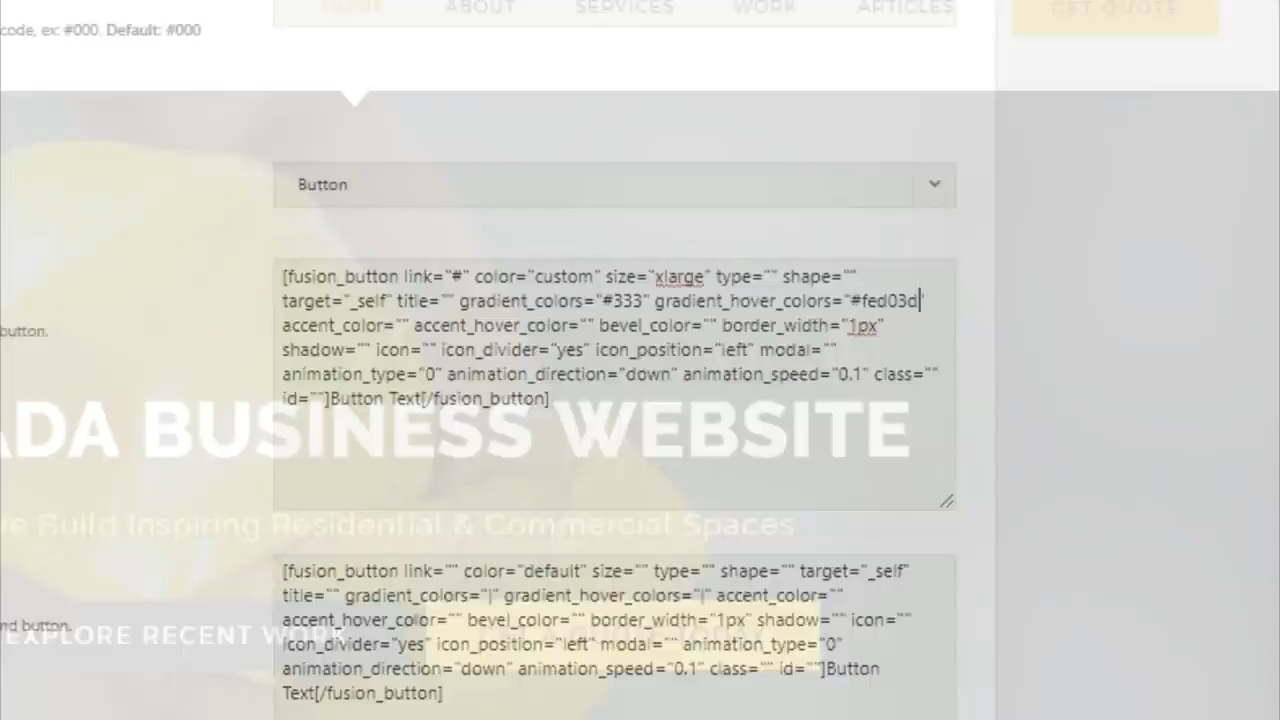 HOME ABOUT SERVICES WORK ARTICLES GET QUOTE
code, ex: #000. Default: #000
Button
[fusion_button link="#" color="custom" size="xlarge" type="" shape=""
target="_self" title="" gradient_colors="#333" gradient_hover_colors="#fed03d"
button.
accent_color="" accent_hover_color="" bevel_color="" border_width="1px"
shadow="" icon="" icon_divider="yes" icon_position="left" modal=""
animation_type="0" animation_direction="down" animation_speed="0.1" class=""
id=""]Button Text[/fusion_button]
ADA BUSINESS WEBSITE
ve Build Inspiring Residential & Commercial Spaces
[fusion_button link="" color="default" size="" type="" shape="" target="_self"
title="" gradient_colors="|" gradient_hover_colors="|" accent_color=""
accent_hover_color="" bevel_color="" border_width="1px" shadow="" icon=""
nd button.
EXPLORE RECENT WORK
icon_divider="yes" icon_position="left" modal="" animation_type="0"
animation_direction="down" animation_speed="0.1" class="" id=""]Button
Text[/fusion_button]